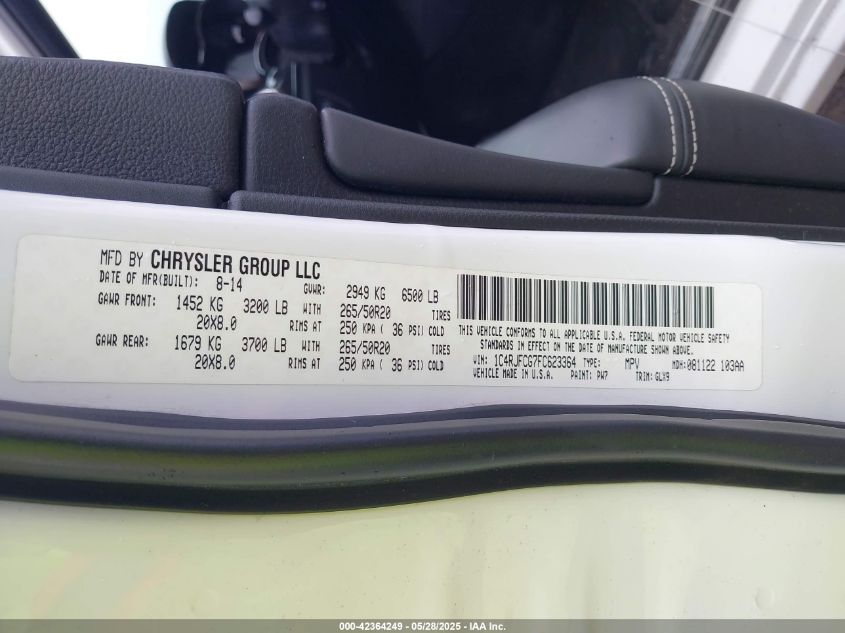 MFD BY CHRYSLER GROUP LLC
DATE OF MFR(BUILT): 8-14 GVWR: 2949 KG 6500 LB
GAWR FRONT: 1452 KG 3200 LB WITH 265/50R20 TIRES
20X8.0 RIMS AT 250 KPA ( 36 PSI) COLD
GAWR REAR: 1679 KG 3700 LB WITH 265/50R20 TIRES
20X8.0 RIMS AT 250 KPA ( 36 PSI) COLD
THIS VEHICLE CONFORMS TO ALL APPLICABLE U.S.A. FEDERAL MOTOR VEHICLE SAFETY
STANDARDS IN EFFECT ON THE DATE OF MANUFACTURE SHOWN ABOVE.
VIN: 1C4RJFCG7FC623364 TYPE: MPV MDH: 081122 103AA
VEHICLE MADE IN U.S.A. PAINT: PW7 TRIM: GLX9
000-42364249 - 05/28/2025 - IAA Inc.